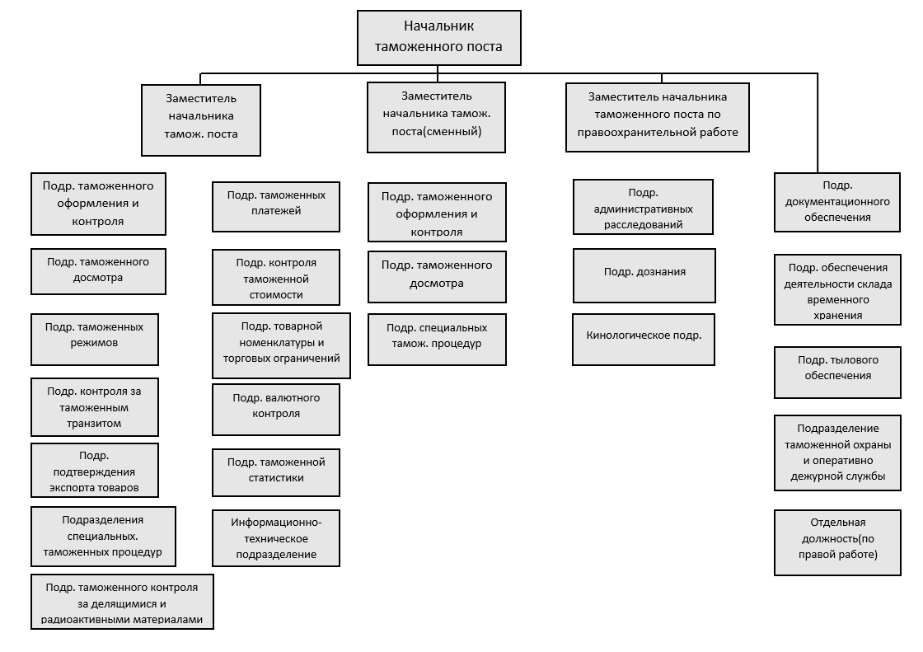 Начальник
таможенного поста
Заместитель
начальника
тамож. поста
Заместитель
начальника тамож.
поста(сменный)
Заместитель начальника
таможенного поста по
правоохранительной работе
Подр. таможенного
оформления и
контроля
Подр. таможенного
досмотра
Подр. таможенных
режимов
Подр. контроля за
таможенным
транзитом
Подр.
подтверждения
экспорта товаров
Подразделения
специальных.
таможенных процедур
Подр. таможенного контроля
за делящимися и
радиоактивными материалами
Подр. таможенных
платежей
Подр. контроля
таможенной
стоимости
Подр. товарной
номенклатуры и
торговых ограничений
Подр. валютного
контроля
Подр. таможенной
статистики
Информационно-
техническое
подразделение
Подр. таможенного
оформления и
контроля
Подр. таможенного
досмотра
Подр. специальных
тамож. процедур
Подр.
административных
расследований
Подр. дознания
Кинологическое подр.
Подр.
документационного
обеспечения
Подр. обеспечения
деятельности склада
временного
хранения
Подр. тылового
обеспечения
Подразделение
таможенной охраны
и оперативно
дежурной службы
Отдельная
должность(по
правой работе)